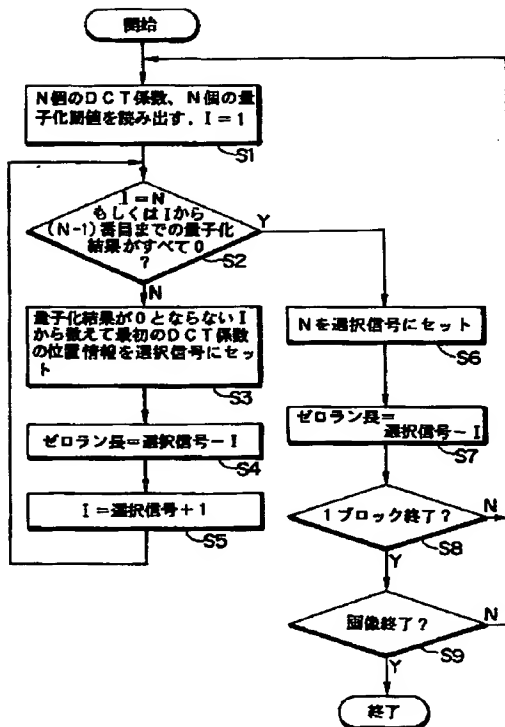 開始
N個のDCT係数、N個の量
子化閾値を読み出す.I=1
S1
I=N
もしくはIから
(N-1)番目までの量子化
結果がすべて0
?
Y
S2
N
量子化結果が0とならないI
から数えて最初のDCT係数
の位置情報を選択信号にセッ
ト
S3
ゼロラン長=選択信号-I
S4
I=選択信号+1
S5
Nを選択信号にセット
S6
ゼロラン長=
選択信号-I
S7
1ブロック終了?
N
S8
Y
画像終了?
N
S9
Y
終了